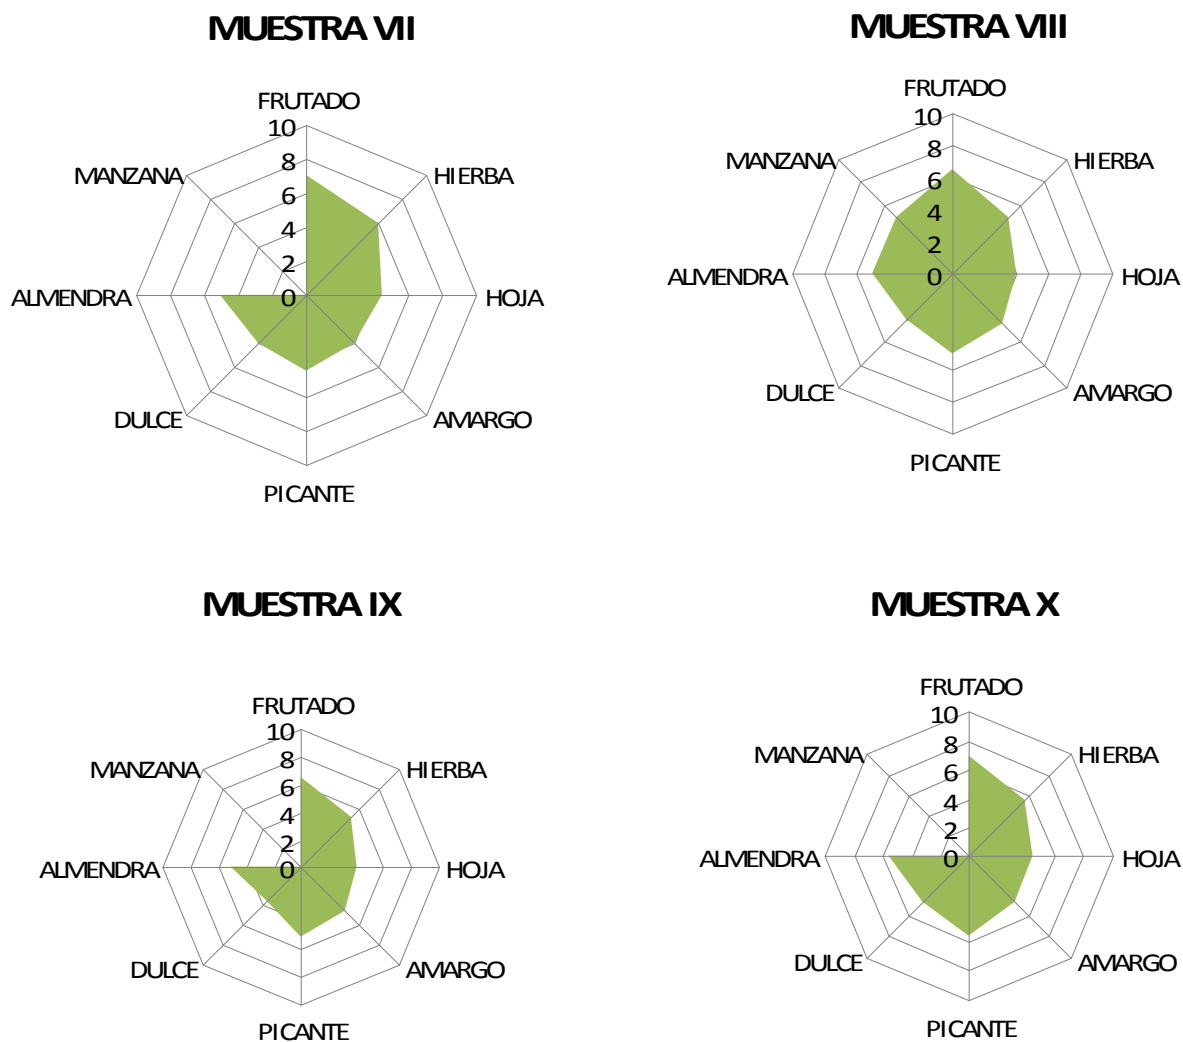 MUESTRA VII
FRUTADO
10
8
6
4
2
0
HIERBA
HOJA
AMARGO
PICANTE
DULCE
ALMENDRA
MANZANA
MUESTRA VIII
FRUTADO
10
8
6
4
2
0
HIERBA
HOJA
AMARGO
PICANTE
DULCE
ALMENDRA
MANZANA
MUESTRA IX
FRUTADO
10
8
6
4
2
0
HIERBA
HOJA
AMARGO
PICANTE
DULCE
ALMENDRA
MANZANA
MUESTRA X
FRUTADO
10
8
6
4
2
0
HIERBA
HOJA
AMARGO
PICANTE
DULCE
ALMENDRA
MANZANA